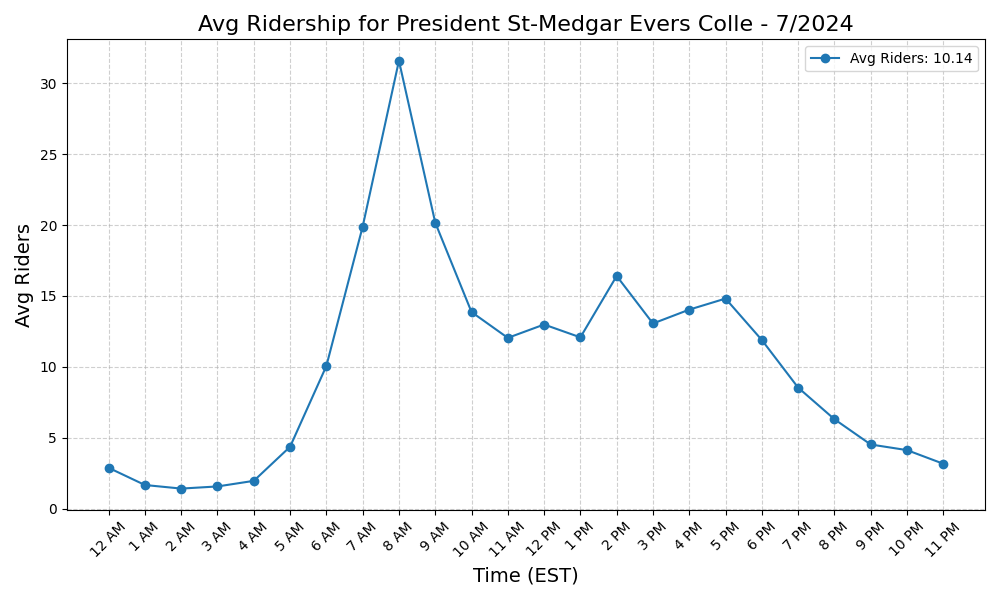 Avg Ridership for President St-Medgar Evers Colle - 7/2024
Avg Riders: 10.14
Avg Riders
30
25
20
15
10
5
0
12 AM
1 AM
2 AM
3 AM
4 AM
5 AM
6 AM
7 AM
8 AM
9 AM
10 AM
11 AM
12 PM
1 PM
2 PM
3 PM
4 PM
5 PM
6 PM
7 PM
8 PM
9 PM
10 PM
11 PM
Time (EST)